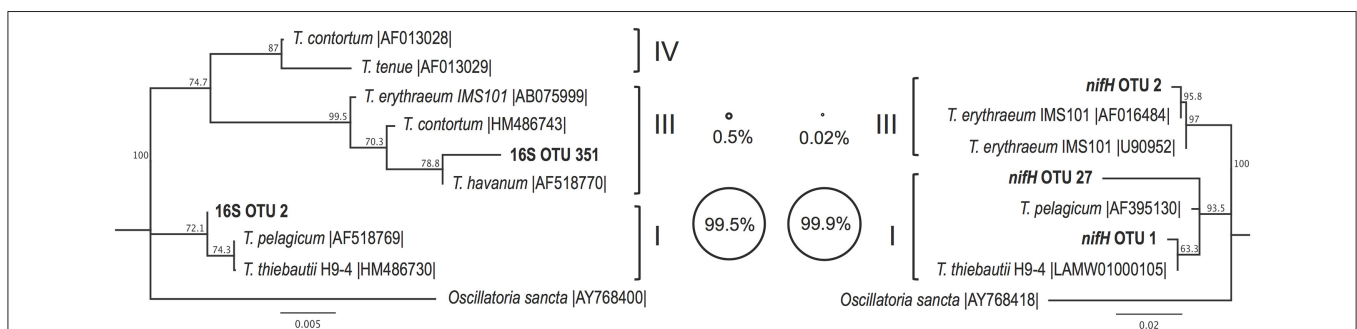 T. contortum |AF013028|
87
T. tenue |AF013029|
IV
74.7
T. erythraeum IMS101 |AB075999|
99.5
T. contortum |HM486743|
70.3
16S OTU 351
78.8
T. havanum |AF518770|
III
100
16S OTU 2
72.1
T. pelagicum |AF518769|
74.3
T. thiebautii H9-4 |HM486730|
I
Oscillatoria sancta |AY768400|
0.005
0.5%
0.02%
99.5%
99.9%
III
nifH OTU 2
95.8
T. erythraeum IMS101 |AF016484|
97
T. erythraeum IMS101 |U90952|
100
I
nifH OTU 27
T. pelagicum |AF395130|
93.5
nifH OTU 1
63.3
T. thiebautii H9-4 |LAMW01000105|
Oscillatoria sancta |AY768418|
0.02